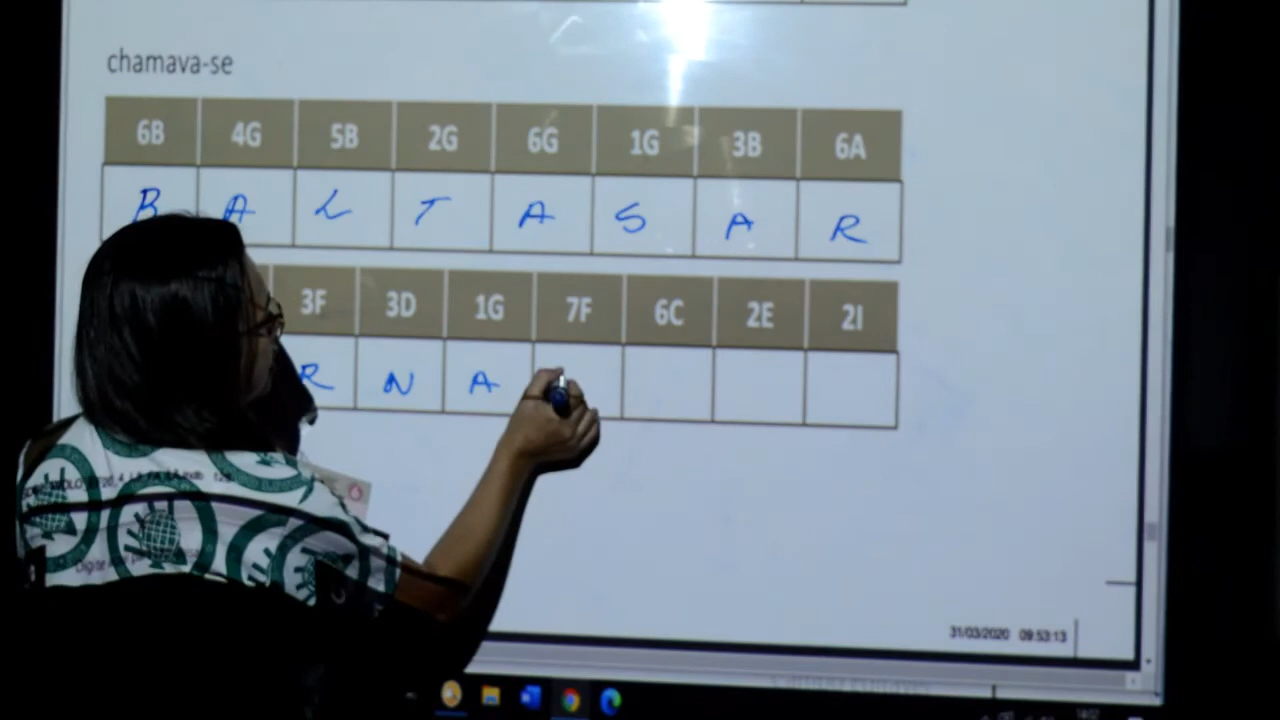 chamava-se
6B 4G 5B 2G 6G 1G 3B 6A
B A L T A S A R
3F 3D 1G 7F 6C 2E 2I
R N A
31/03/2020 09:53:13